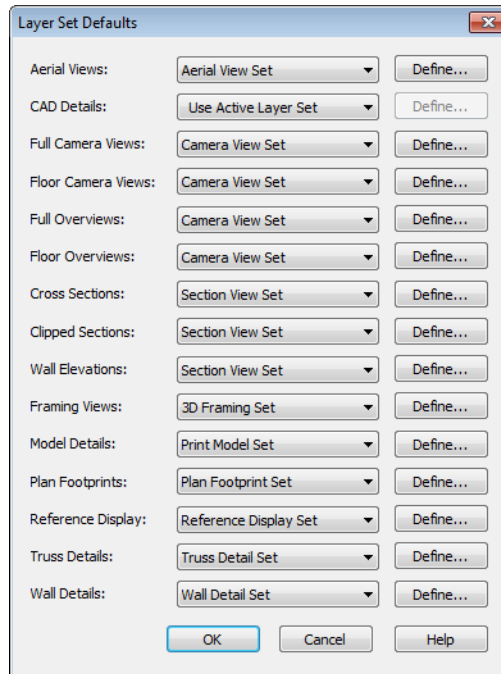 Layer Set Defaults
Aerial Views: Aerial View Set Define...
CAD Details: Use Active Layer Set Define...
Full Camera Views: Camera View Set Define...
Floor Camera Views: Camera View Set Define...
Full Overviews: Camera View Set Define...
Floor Overviews: Camera View Set Define...
Cross Sections: Section View Set Define...
Clipped Sections: Section View Set Define...
Wall Elevations: Section View Set Define...
Framing Views: 3D Framing Set Define...
Model Details: Print Model Set Define...
Plan Footprints: Plan Footprint Set Define...
Reference Display: Reference Display Set Define...
Truss Details: Truss Detail Set Define...
Wall Details: Wall Detail Set Define...
OK Cancel Help